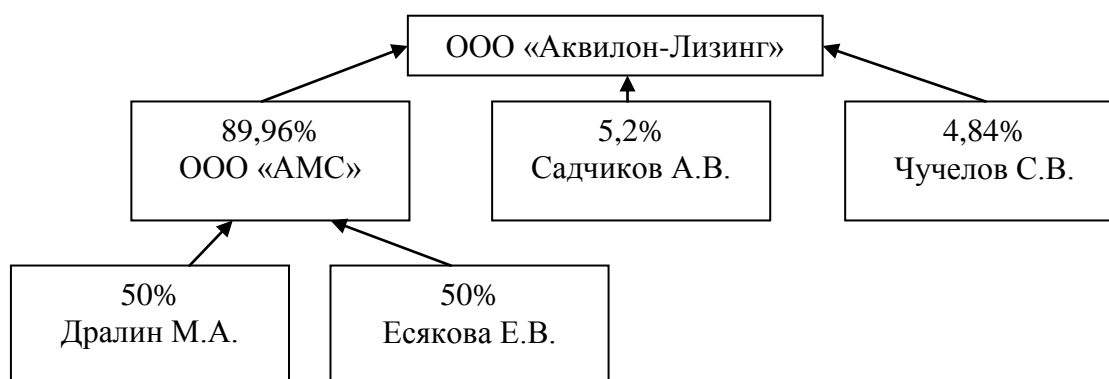 ООО «Аквилон-Лизинг»
89,96%
ООО «АМС»
5,2%
Садчиков А.В.
4,84%
Чучелов С.В.
50%
Дралин М.А.
50%
Есякова Е.В.